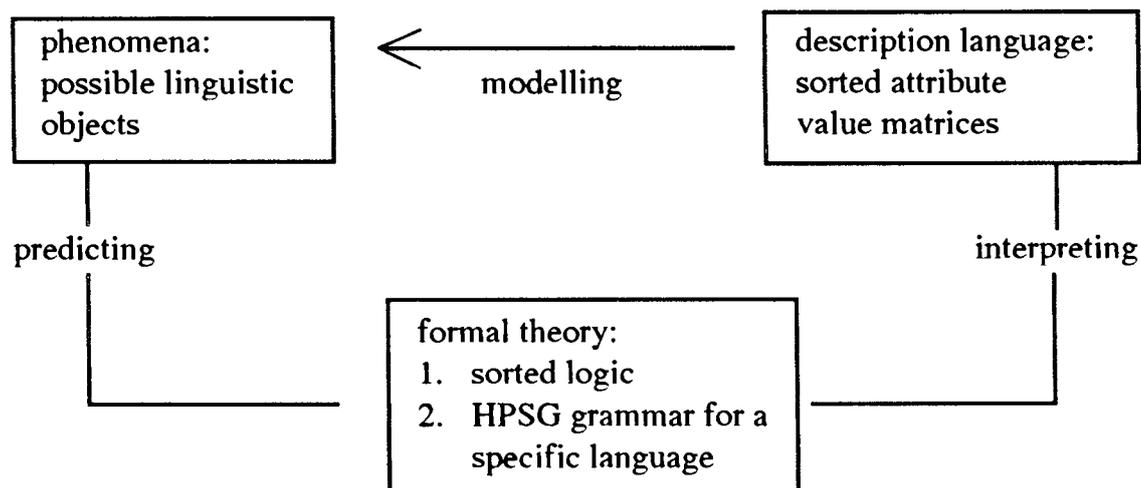 phenomena:
possible linguistic
objects
modelling
description language:
sorted attribute
value matrices
predicting
interpreting
formal theory:
1. sorted logic
2. HPSG grammar for a
specific language